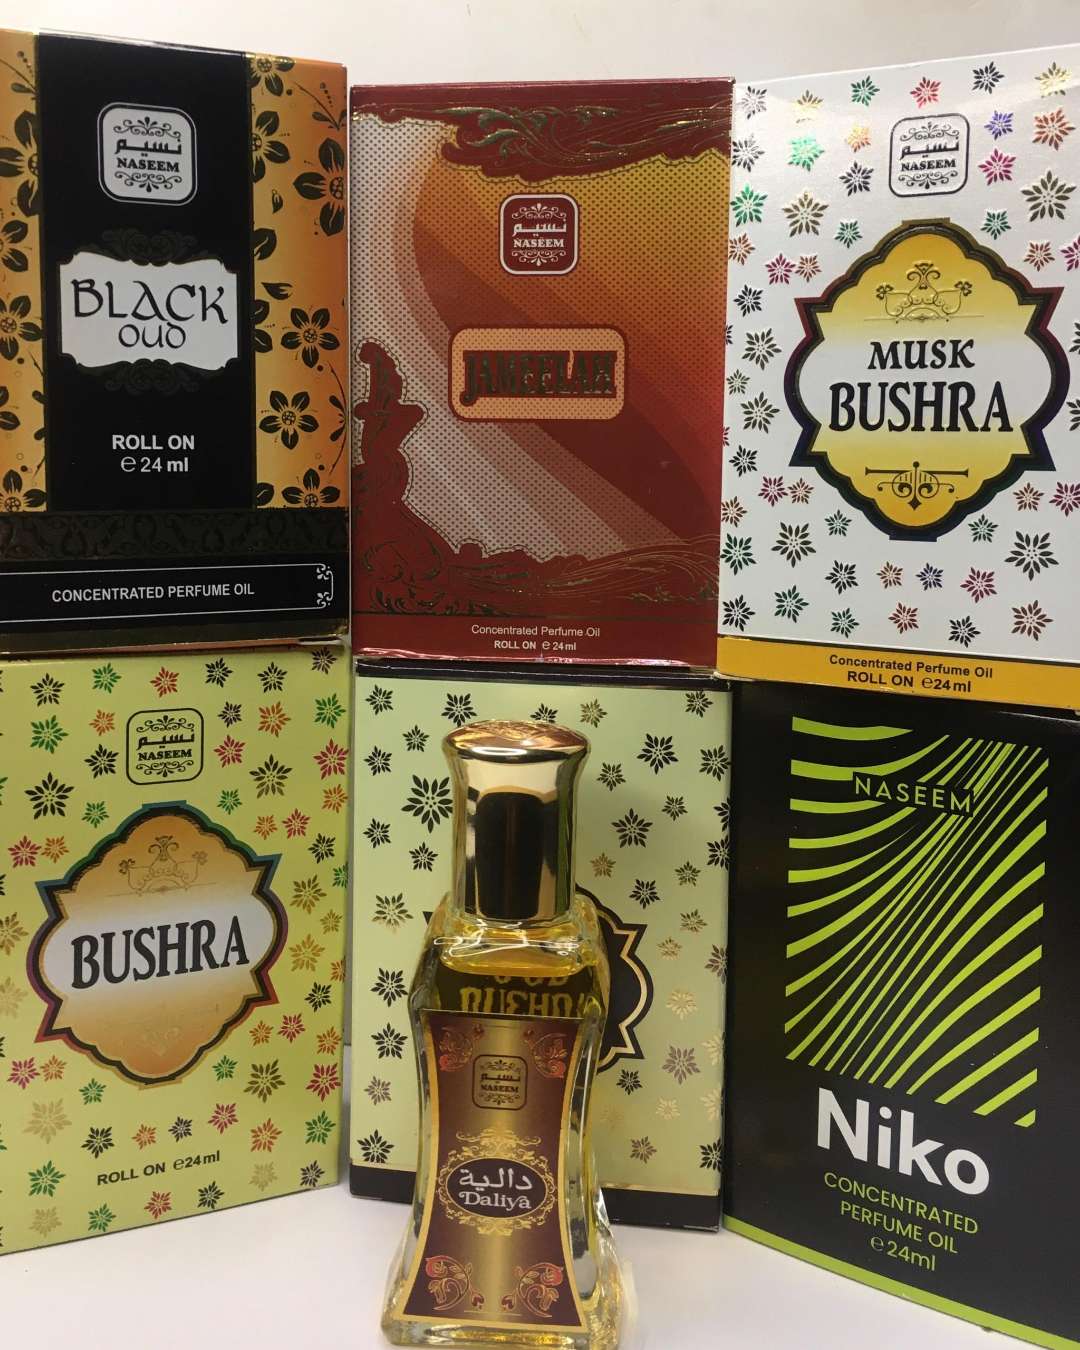 نسيم
NASEEM
BLACK
OUD
ROLL ON
e 24 ml
CONCENTRATED PERFUME OIL
نسيم
NASEEM
JAMEELAH
Concentrated Perfume Oil
ROLL ON e 24 ml
نسيم
NASEEM
MUSK
BUSHRA
Concentrated Perfume Oil
ROLL ON e24 ml
نسيم
NASEEM
BUSHRA
ROLL ON e24 ml
نسيم
NASEEM
دالية
Daliya
NASEEM
Niko
CONCENTRATED
PERFUME OIL
e 24ml